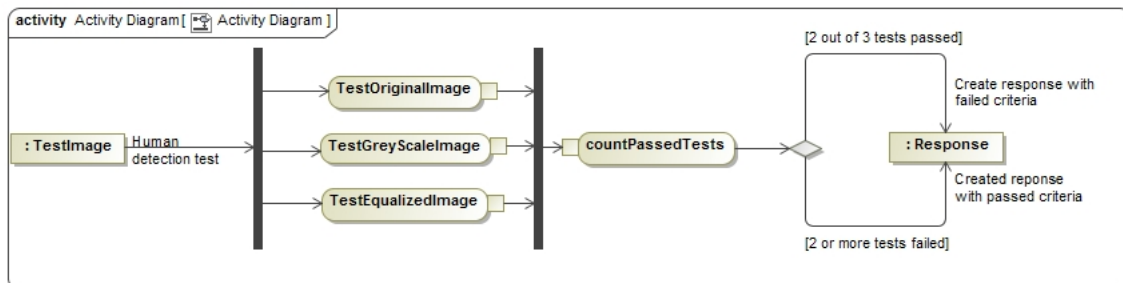 activity Activity Diagram [ Activity Diagram ]
[2 out of 3 tests passed]
TestOriginalImage
Create response with
failed criteria
: TestImage
Human
detection test
TestGreyScaleImage
countPassedTests
: Response
Created reponse
with passed criteria
TestEqualizedImage
[2 or more tests failed]